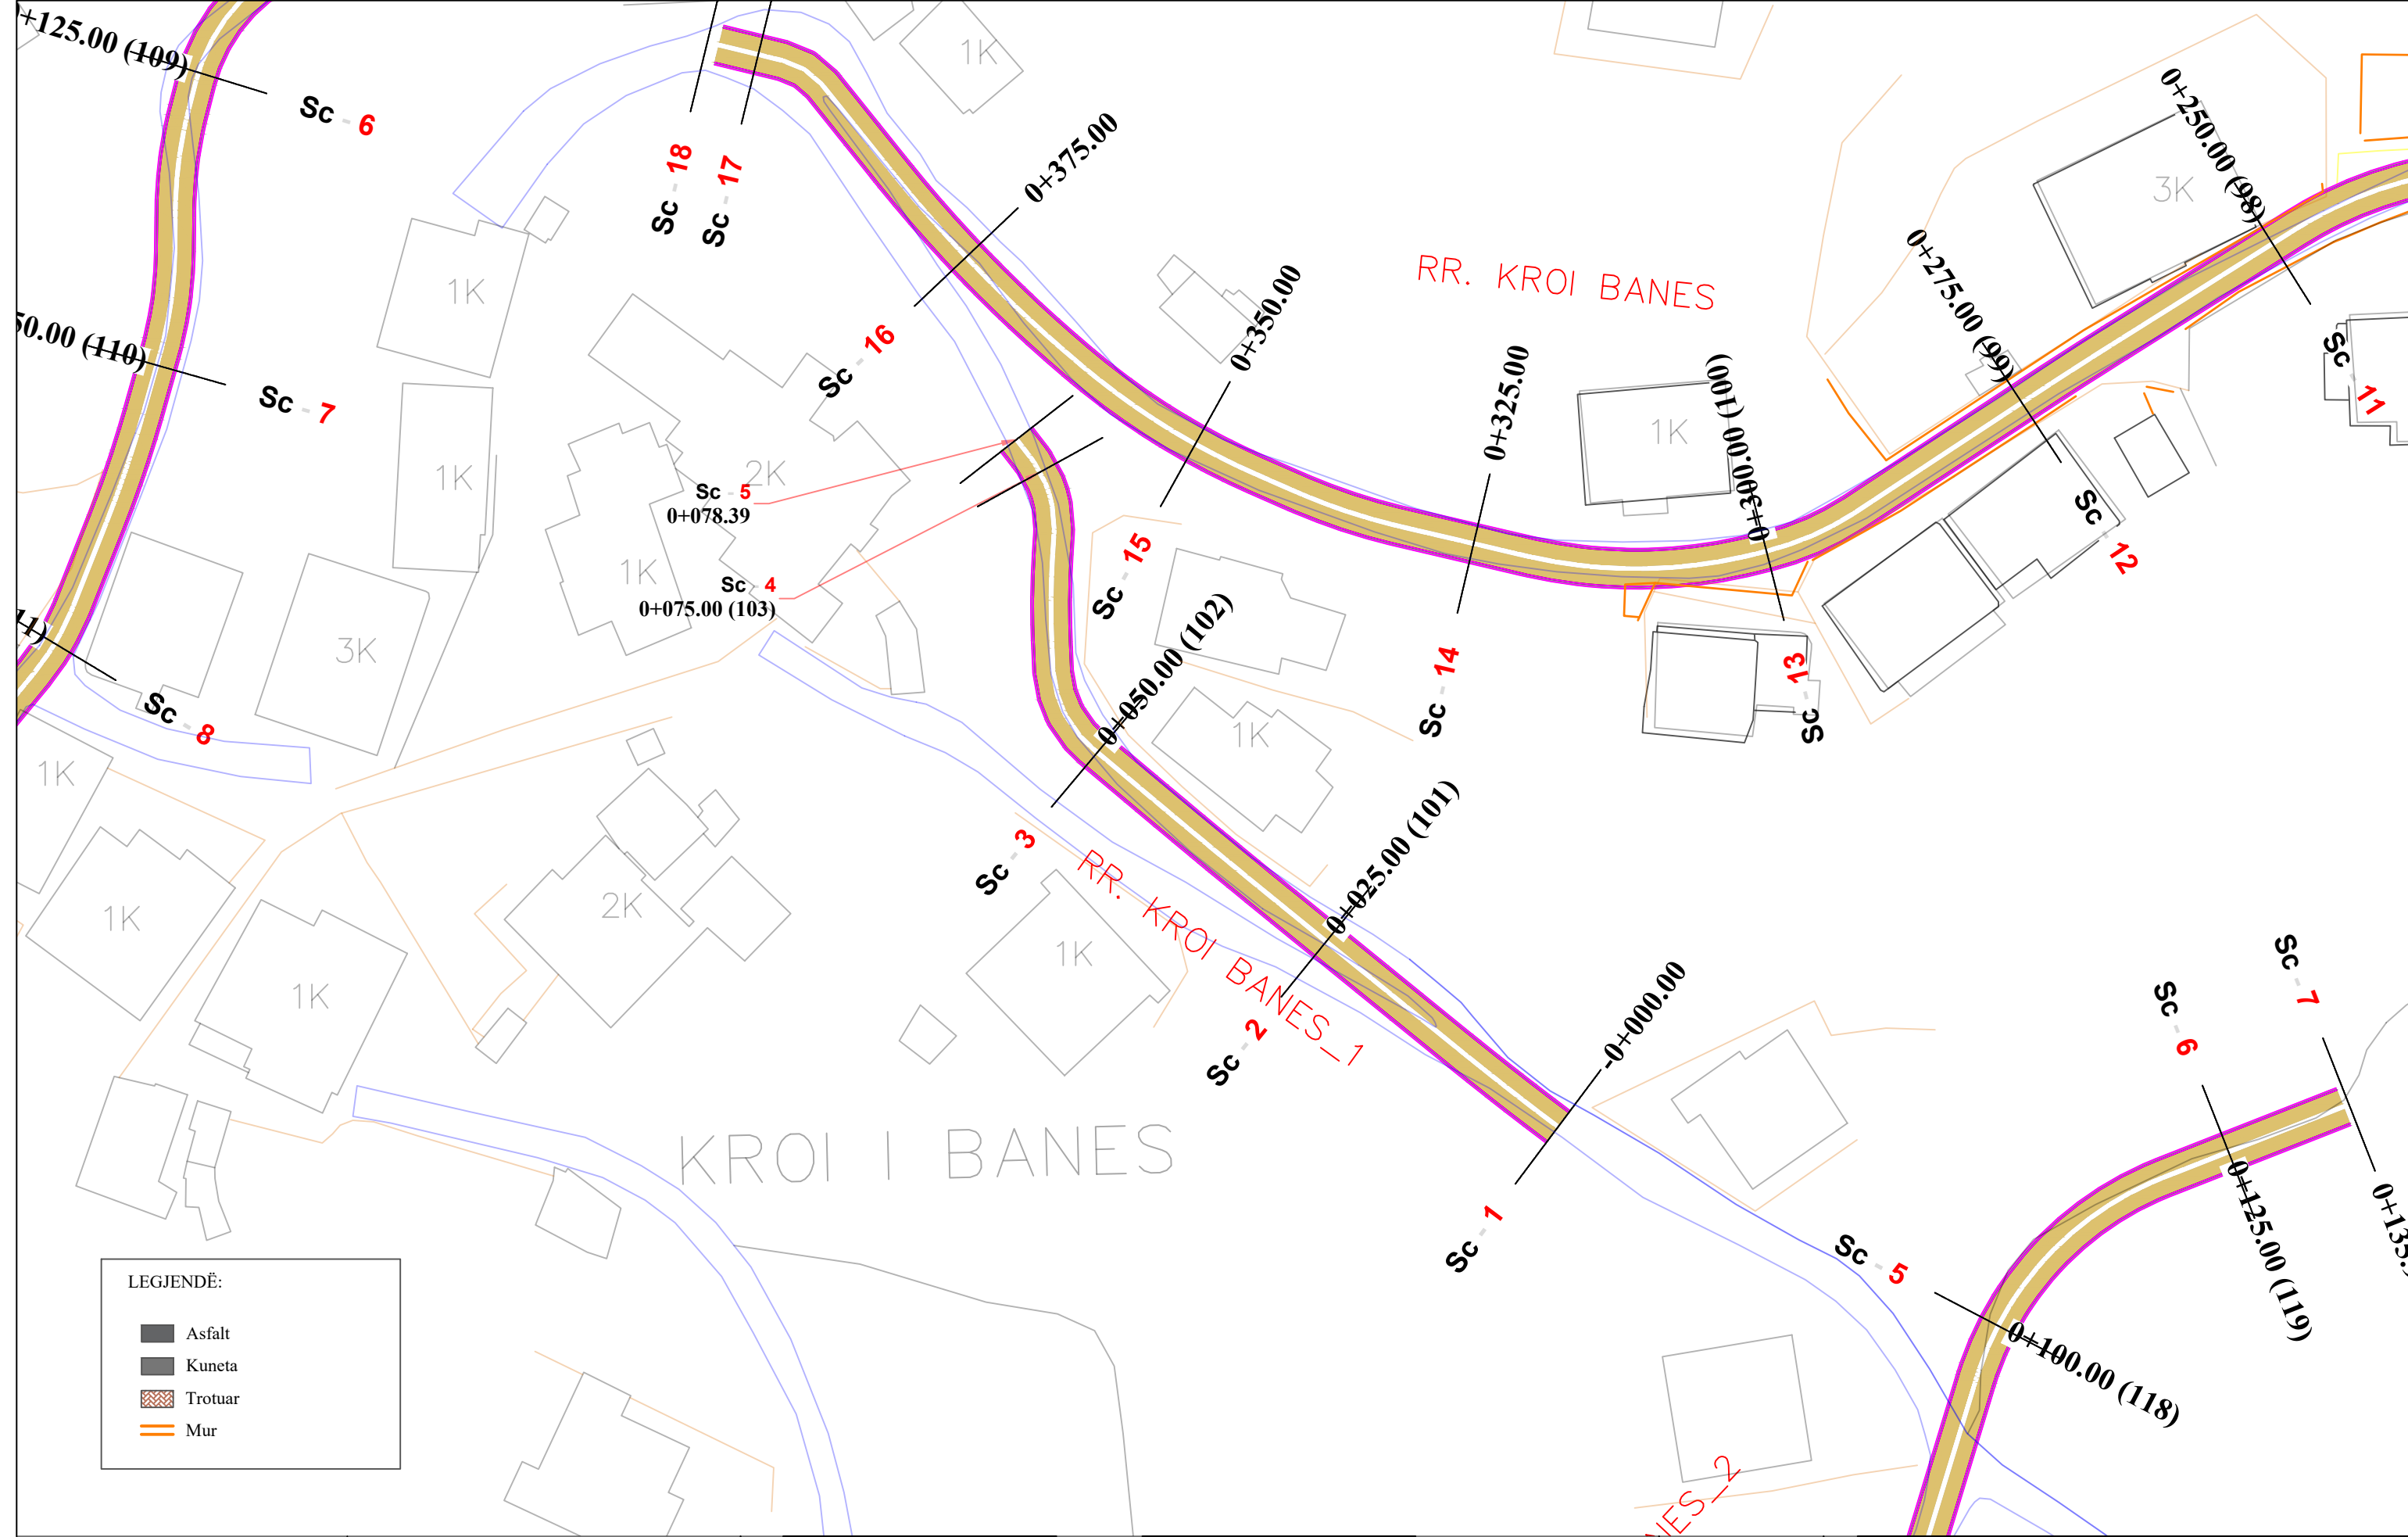 +125.00 (109)
Sc - 6
50.00 (110)
Sc - 7
Sc - 8
1K
1K
1K
1K
2K
3K
1K
1K
1K
2K
1K
Sc - 18
Sc - 17
0+375.00
Sc - 16
0+350.00
Sc - 15
0+325.00
Sc - 14
RR. KROI BANES
1K
0+300.00 (100)
Sc - 13
0+275.00 (99)
Sc - 12
0+250.00 (98)
Sc - 11
3K
Sc - 5
0+078.39
Sc - 4
0+075.00 (103)
0+050.00 (102)
Sc - 3
1K
0+025.00 (101)
Sc - 2
RR. KROI BANES_1
-0+000.00
Sc - 1
KROI I BANES
Sc - 7
Sc - 6
0+125.00 (119)
0+135.
Sc - 5
0+100.00 (118)
NES_2
LEGJENDË:
Asfalt
Kuneta
Trotuar
Mur